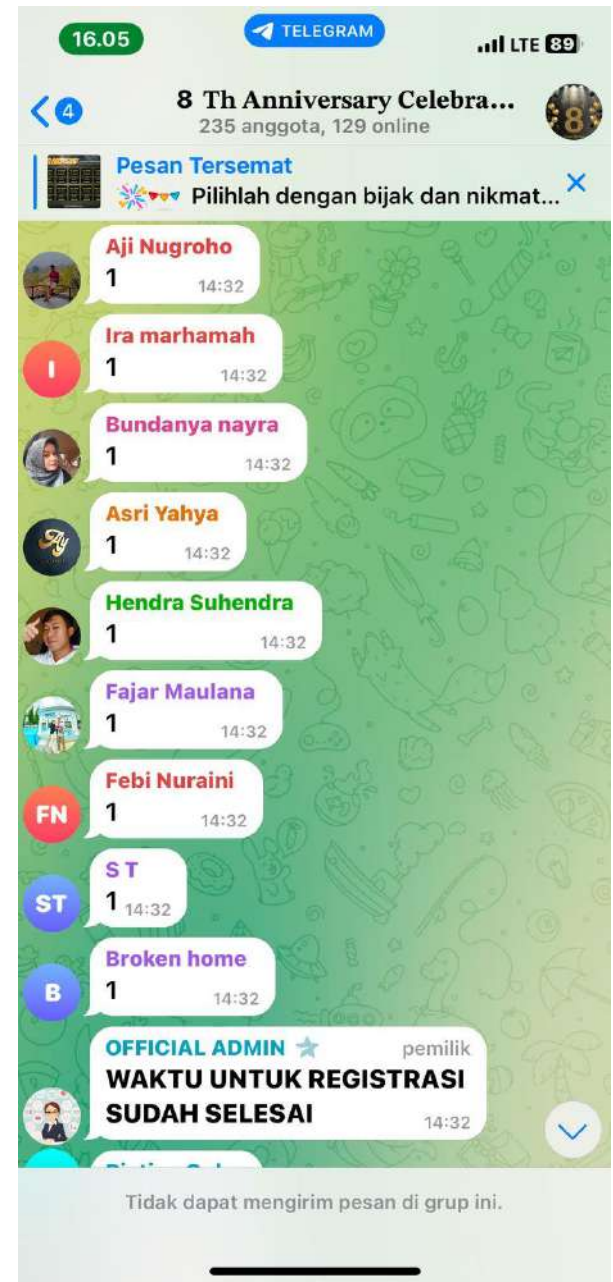 16.05
TELEGRAM
LTE 89
4
8 Th Anniversary Celebra...
235 anggota, 129 online
8
Pesan Tersemat
Pilihlah dengan bijak dan nikmat...
Aji Nugroho
1 14:32
I
Ira marhamah
1 14:32
Bundanya nayra
1 14:32
Ay
Asri Yahya
1 14:32
Hendra Suhendra
1 14:32
Fajar Maulana
1 14:32
FN
Febi Nuraini
1 14:32
ST
S T
1 14:32
B
Broken home
1 14:32
OFFICIAL ADMIN pemilik
WAKTU UNTUK REGISTRASI
SUDAH SELESAI 14:32
Tidak dapat mengirim pesan di grup ini.